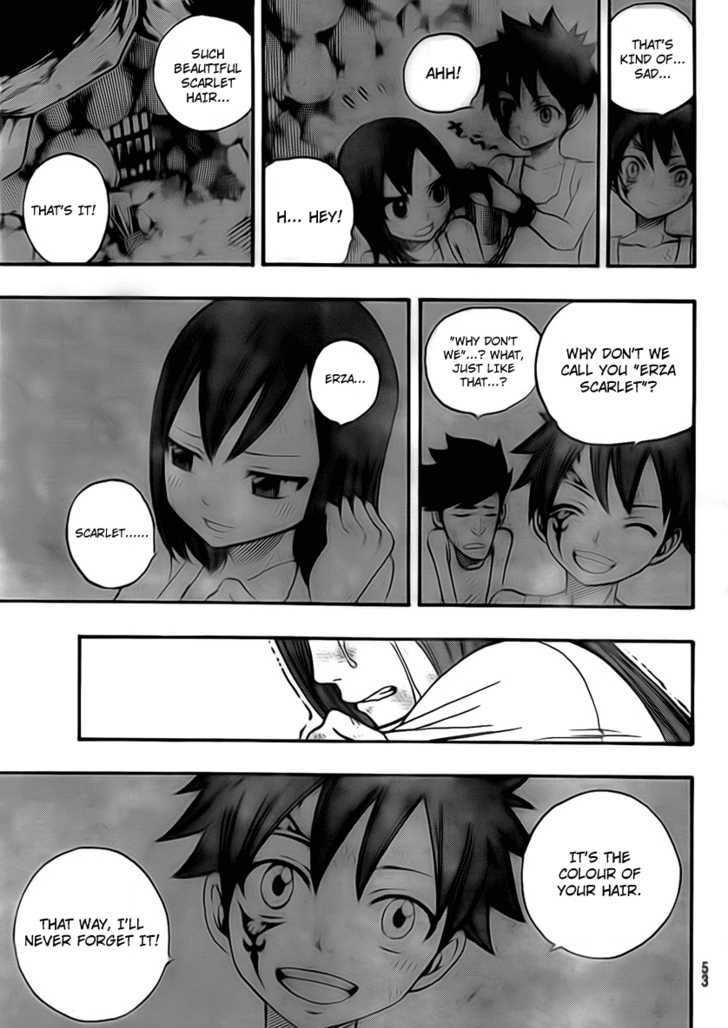 THAT'S
KIND OF...
SAD...
AHH!
H... HEY!
SUCH
BEAUTIFUL
SCARLET
HAIR...
THAT'S IT!
WHY DON'T WE
CALL YOU "ERZA
SCARLET"?
"WHY DON'T
WE"...? WHAT,
JUST LIKE
THAT...?
ERZA...
SCARLET......
IT'S THE
COLOUR OF
YOUR HAIR.
THAT WAY, I'LL
NEVER FORGET IT!
53